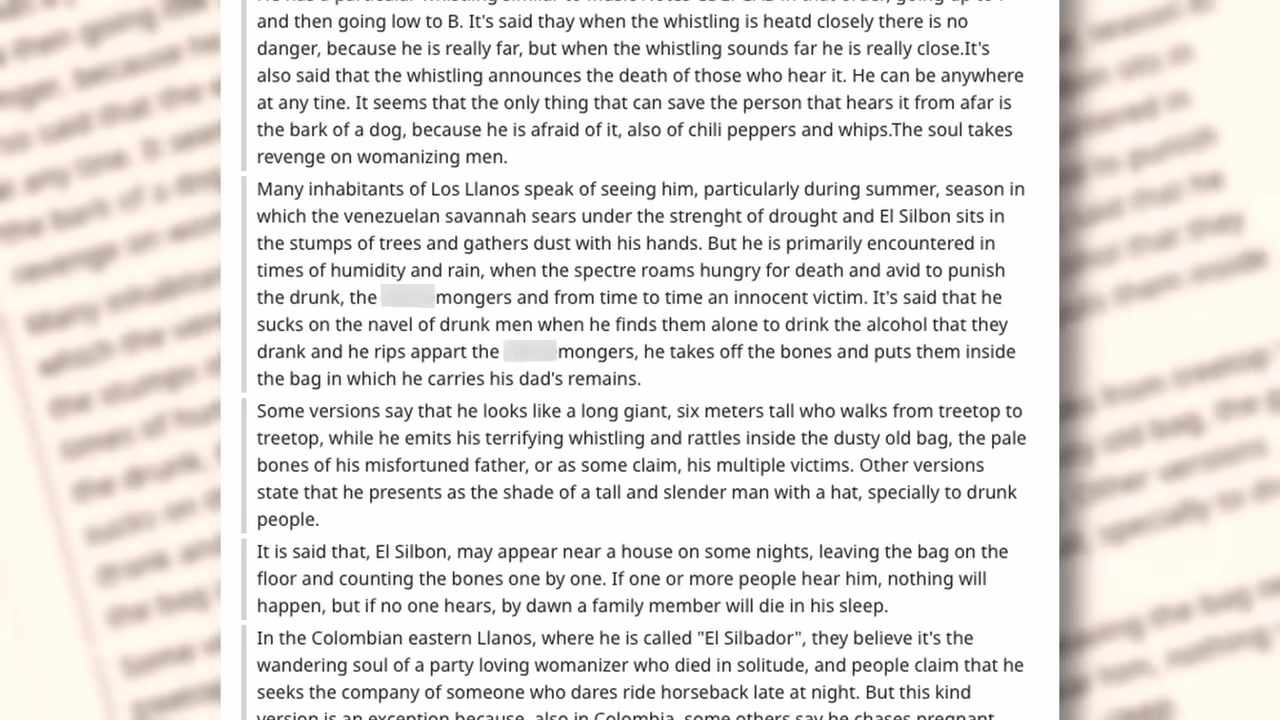 and then going low to B. It's said thay when the whistling is heatd closely there is no
danger, because he is really far, but when the whistling sounds far he is really close.It's
also said that the whistling announces the death of those who hear it. He can be anywhere
at any tine. It seems that the only thing that can save the person that hears it from afar is
the bark of a dog, because he is afraid of it, also of chili peppers and whips.The soul takes
revenge on womanizing men.
Many inhabitants of Los Llanos speak of seeing him, particularly during summer, season in
which the venezuelan savannah sears under the strenght of drought and El Silbon sits in
the stumps of trees and gathers dust with his hands. But he is primarily encountered in
times of humidity and rain, when the spectre roams hungry for death and avid to punish
the drunk, the mongers and from time to time an innocent victim. It's said that he
sucks on the navel of drunk men when he finds them alone to drink the alcohol that they
drank and he rips appart the mongers, he takes off the bones and puts them inside
the bag in which he carries his dad's remains.
Some versions say that he looks like a long giant, six meters tall who walks from treetop to
treetop, while he emits his terrifying whistling and rattles inside the dusty old bag, the pale
bones of his misfortuned father, or as some claim, his multiple victims. Other versions
state that he presents as the shade of a tall and slender man with a hat, specially to drunk
people.
It is said that, El Silbon, may appear near a house on some nights, leaving the bag on the
floor and counting the bones one by one. If one or more people hear him, nothing will
happen, but if no one hears, by dawn a family member will die in his sleep.
In the Colombian eastern Llanos, where he is called "El Silbador", they believe it's the
wandering soul of a party loving womanizer who died in solitude, and people claim that he
seeks the company of someone who dares ride horseback late at night. But this kind
version is an exception because, also in Colombia, some others say he chases pregnant